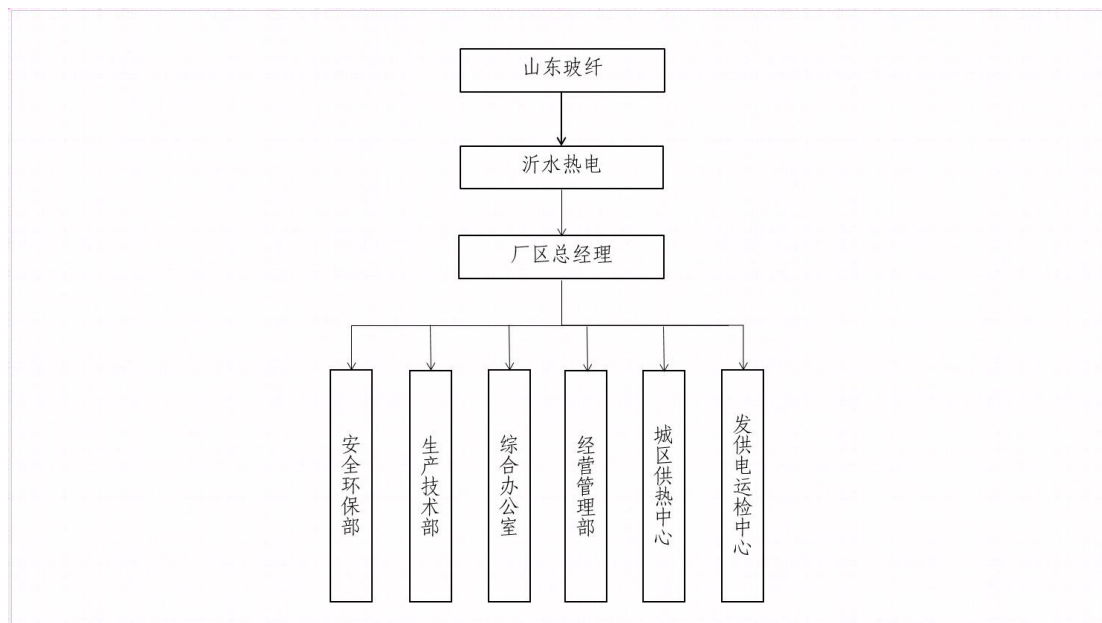 山东玻纤
沂水热电
厂区总经理
安全环保部
生产技术部
综合办公室
经营管理部
城区供热中心
发供电运检中心